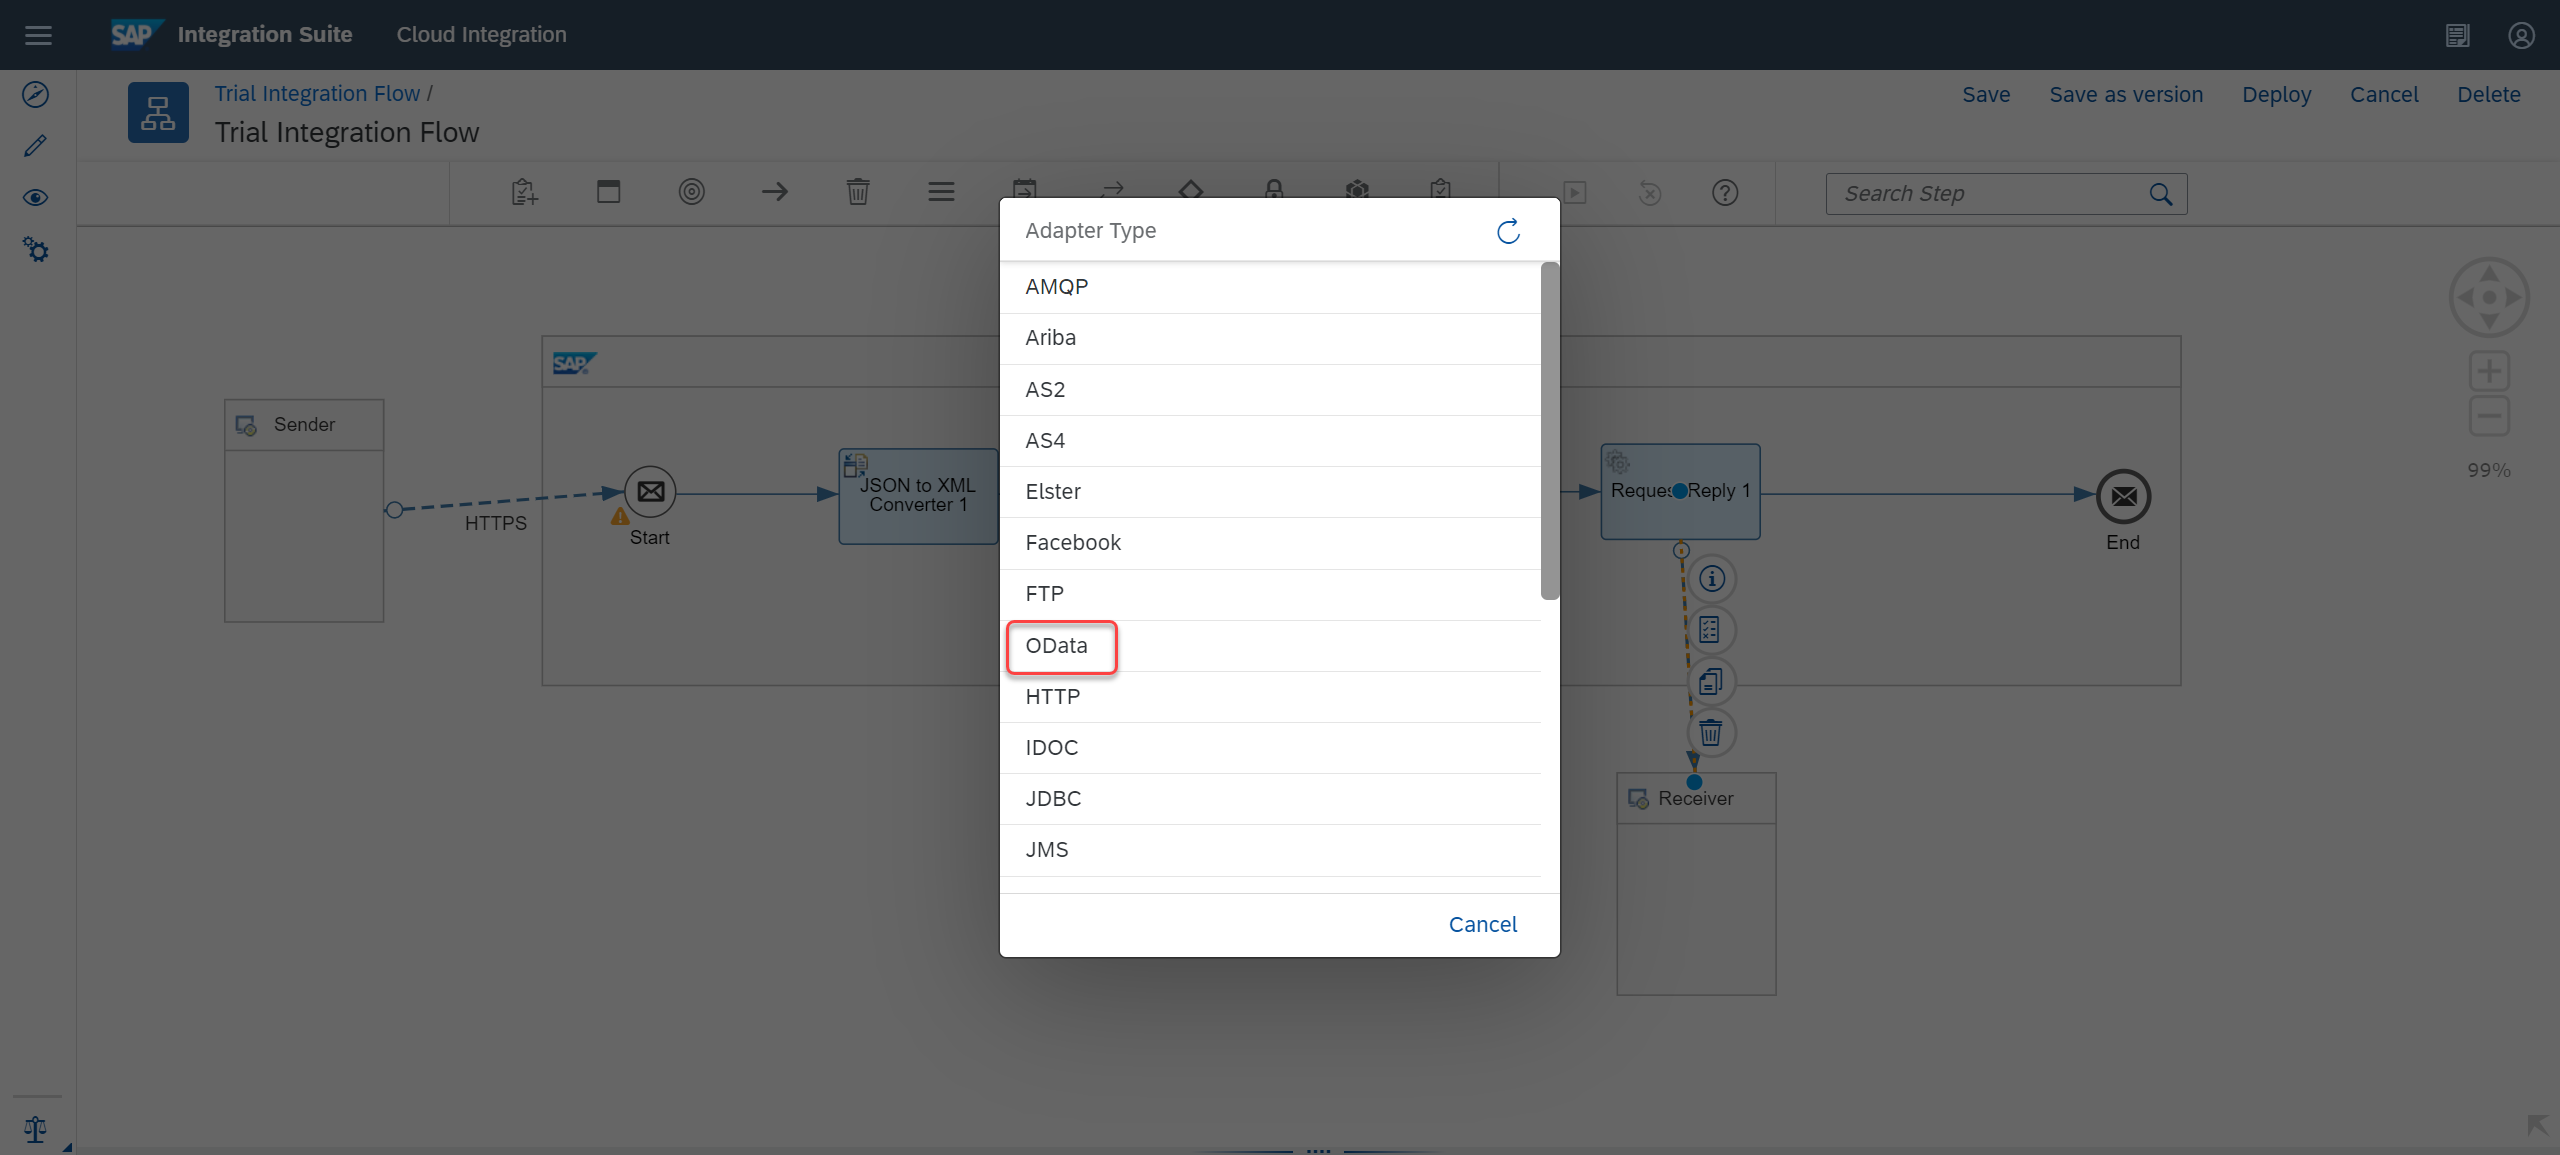 SAP Integration Suite Cloud Integration
Trial Integration Flow /
Trial Integration Flow
Save Save as version Deploy Cancel Delete
Search Step
Adapter Type
AMQP
Ariba
AS2
AS4
Elster
Facebook
FTP
OData
HTTP
IDOC
JDBC
JMS
Cancel
SAP
Sender
HTTPS
Start
JSON to XML
Converter 1
Reply 1
End
Receiver
99%